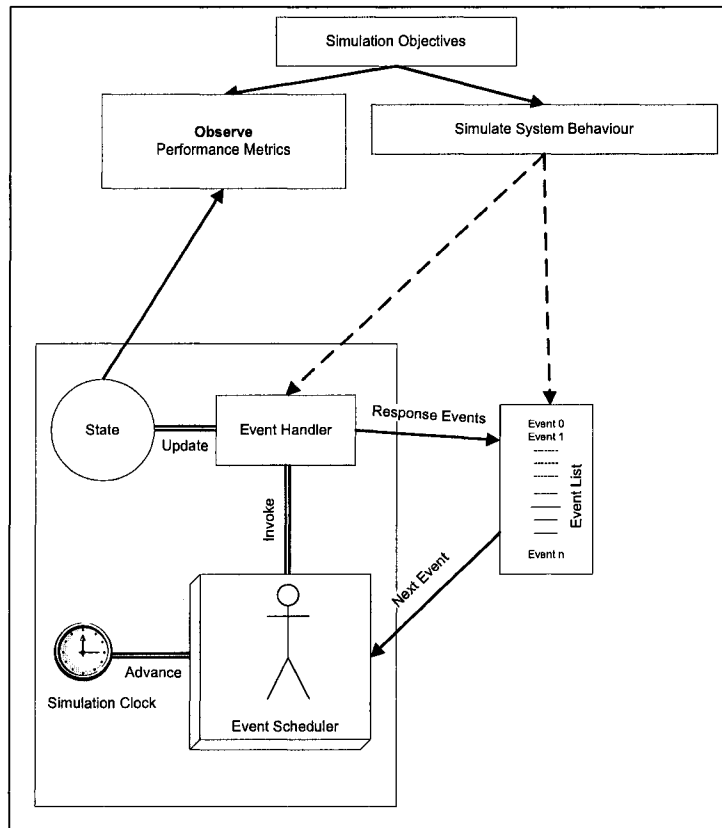 Simulation Objectives
Observe
Performance Metrics
Simulate System Behaviour
State
Update
Event Handler
Response Events
Event 0
Event 1
Event List
Event n
Invoke
Next Event
Advance
Simulation Clock
Event Scheduler